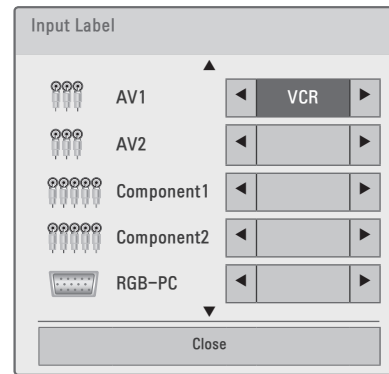 Input Label
AV1
VCR
AV2
Component1
Component2
RGB-PC
Close